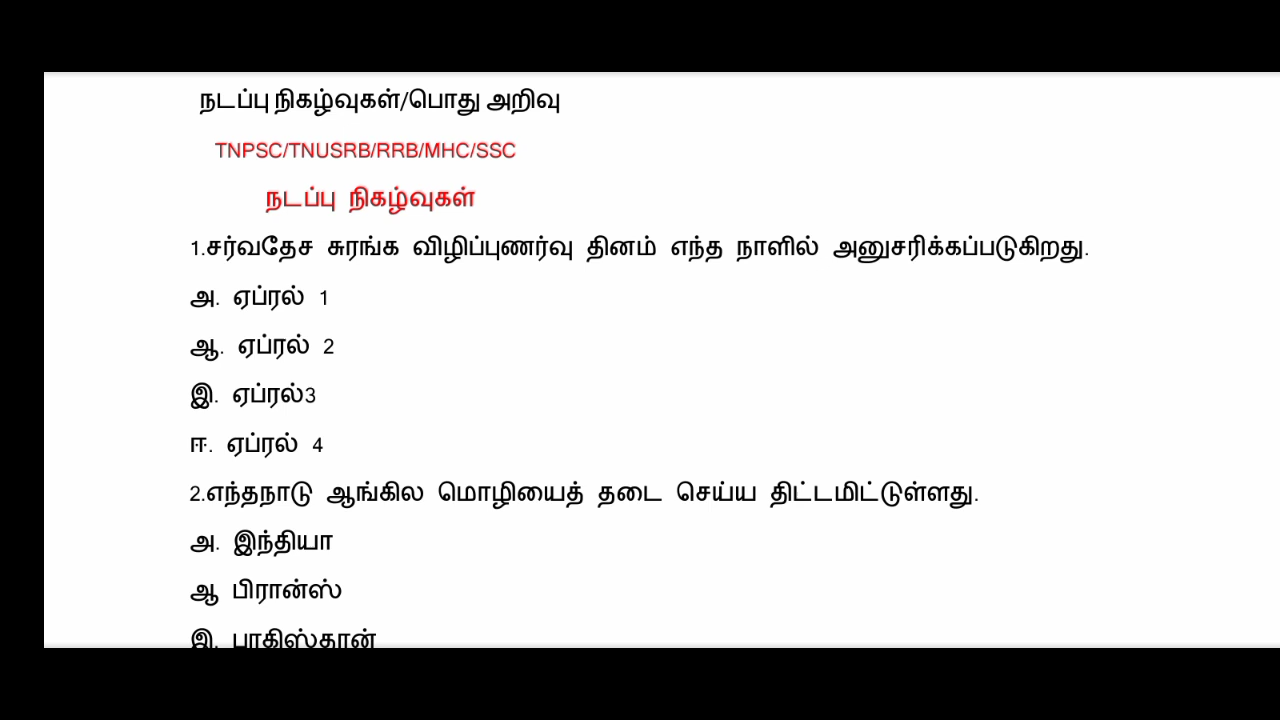 நடப்பு நிகழ்வுகள்/பொது அறிவு
TNPSC/TNUSRB/RRB/MHC/SSC
நடப்பு நிகழ்வுகள்
1.சர்வதேச சுரங்க விழிப்புணர்வு தினம் எந்த நாளில் அனுசரிக்கப்படுகிறது.
அ. ஏப்ரல் 1
ஆ. ஏப்ரல் 2
இ. ஏப்ரல்3
ஈ. ஏப்ரல் 4
2.எந்தநாடு ஆங்கில மொழியைத் தடை செய்ய திட்டமிட்டுள்ளது.
அ. இந்தியா
ஆ பிரான்ஸ்
இ. பாகிஸ்தான்